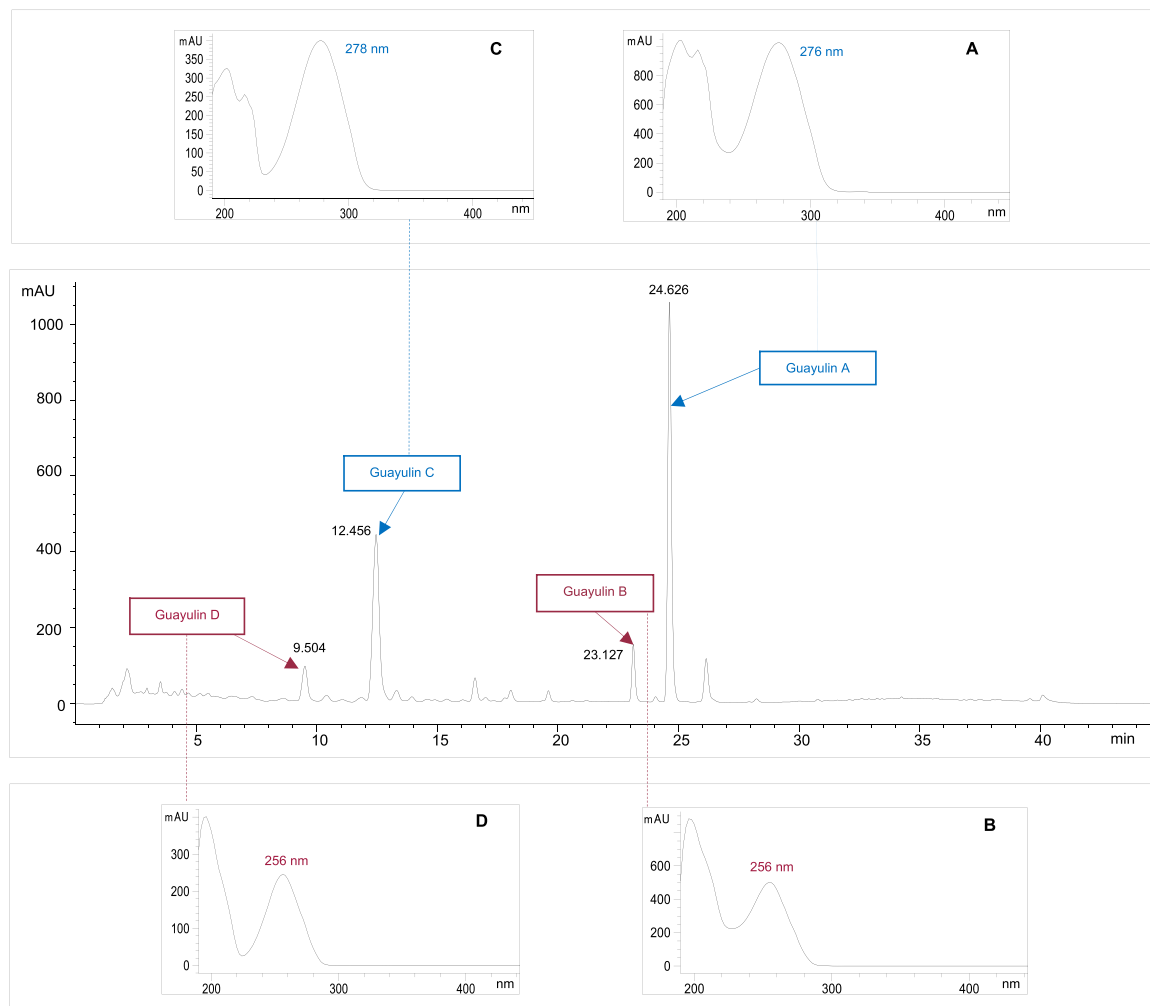 mAU
278 nm
C
350
300
250
200
150
100
50
0
200
300
400
nm
mAU
276 nm
A
800
600
400
200
0
200
300
400
nm
mAU
1000
800
600
400
200
0
24.626
Guayulin A
Guayulin C
12.456
Guayulin B
Guayulin D
23.127
9.504
5
10
15
20
25
30
35
40
min
mAU
D
256 nm
300
200
100
0
200
300
400
nm
mAU
B
256 nm
600
400
200
0
200
300
400
nm